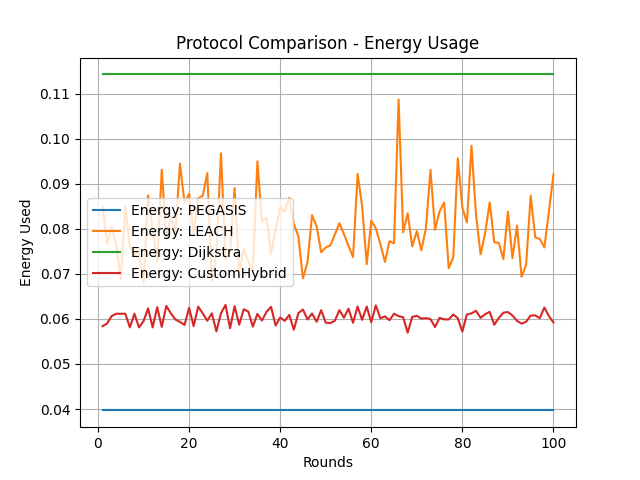 Protocol Comparison - Energy Usage
Energy Used
0.11
0.10
0.09
0.08
0.07
0.06
0.05
0.04
Energy: PEGASIS
Energy: LEACH
Energy: Dijkstra
Energy: CustomHybrid
0
20
40
60
80
100
Rounds